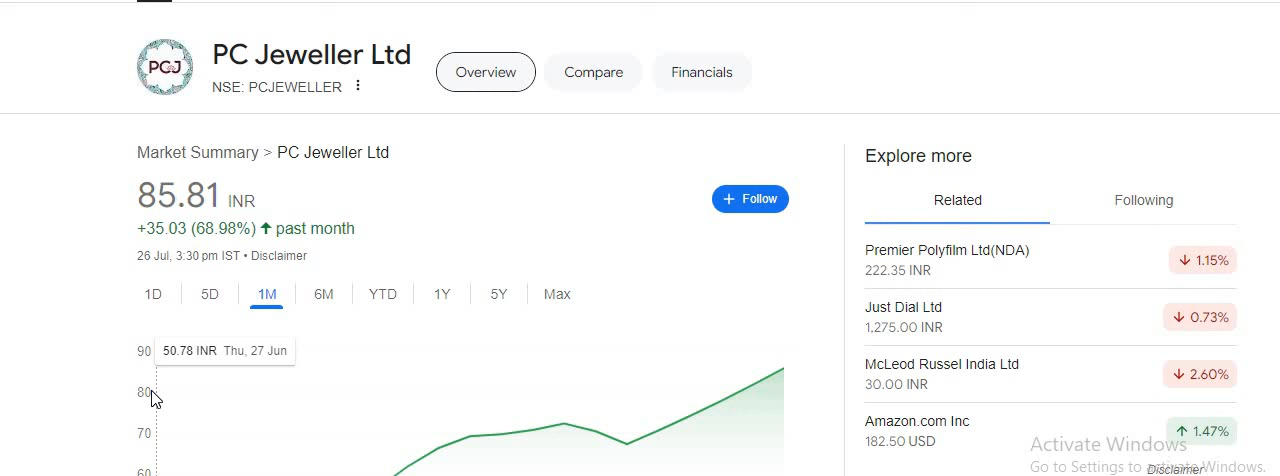 PCJ
PC Jeweller Ltd
NSE: PCJEWELLER
Overview
Compare
Financials
Market Summary > PC Jeweller Ltd
85.81 INR
+ Follow
+35.03 (68.98%) ↑ past month
26 Jul, 3:30 pm IST • Disclaimer
1D 5D 1M 6M YTD 1Y 5Y Max
50.78 INR Thu, 27 Jun
90
80
70
60
Explore more
Related Following
Premier Polyfilm Ltd(NDA)
222.35 INR
↓ 1.15%
Just Dial Ltd
1,275.00 INR
↓ 0.73%
McLeod Russel India Ltd
30.00 INR
↓ 2.60%
Amazon.com Inc
182.50 USD
↑ 1.47%
Activate Windows
Go to Settings to activate Windows.
Disclaimer